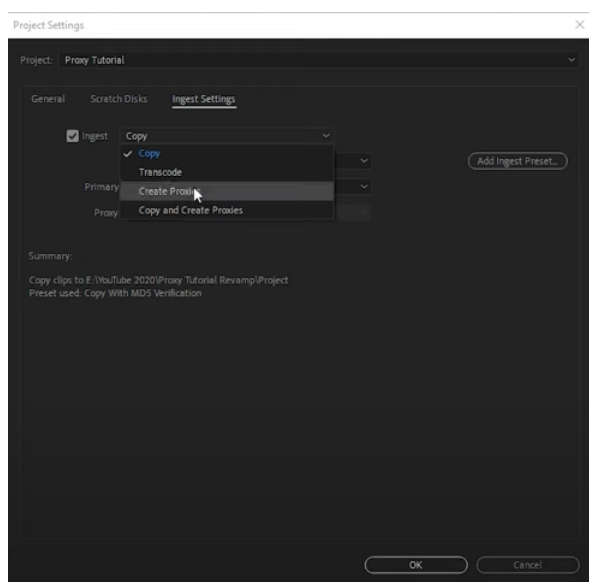 Project Settings
Project: Proxy Tutorial
General Scratch Disks Ingest Settings
Ingest Copy
Copy
Add Ingest Preset...
Transcode
Primary
Create Proxies
Proxy
Copy and Create Proxies
Summary:
Copy clips to E:\YouTube 2020\Proxy Tutorial Revamp\Project
Preset used: Copy With MD5 Verification
OK Cancel